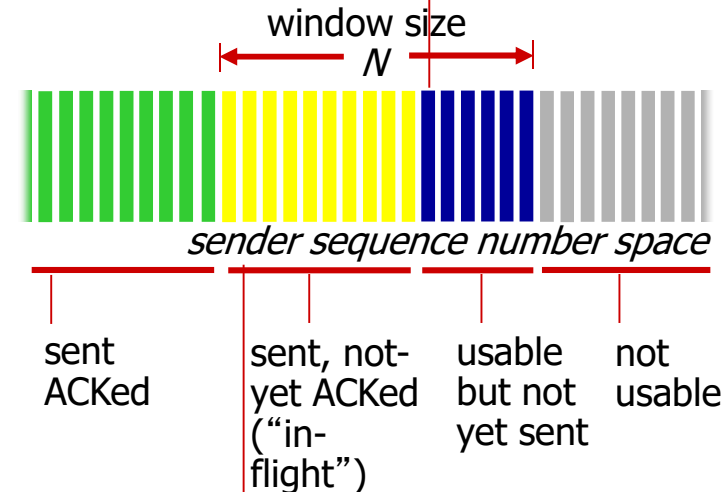 window size
N
sender sequence number space
sent
ACKed
sent, not-
yet ACKed
(“in-
flight”)
usable
but not
yet sent
not
usable